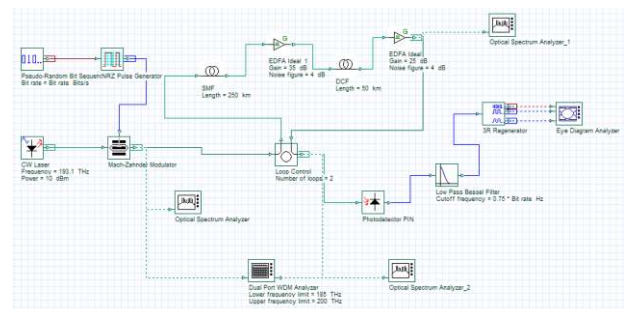 Optical Spectrum Analyzer_1
EDFA Ideal 1
Gain = 35 dB
Noise figure = 4 dB
EDFA Ideal
Gain = 25 dB
Noise figure = 4 dB
Pseudo-Random Bit Sequence
Bit rate = Bit rate Bits/s
NRZ Pulse Generator
SMF
Length = 250 km
DCF
Length = 50 km
3R Regenerator
Eye Diagram Analyzer
CW Laser
Frequency = 193.1 THz
Power = 10 dBm
Mach-Zehnder Modulator
Loop Control
Number of loops = 2
Low Pass Bessel Filter
Cutoff frequency = 0.75 * Bit rate Hz
Optical Spectrum Analyzer
Photodetector PIN
Dual Port WDM Analyzer
Lower frequency limit = 185 THz
Upper frequency limit = 200 THz
Optical Spectrum Analyzer_2